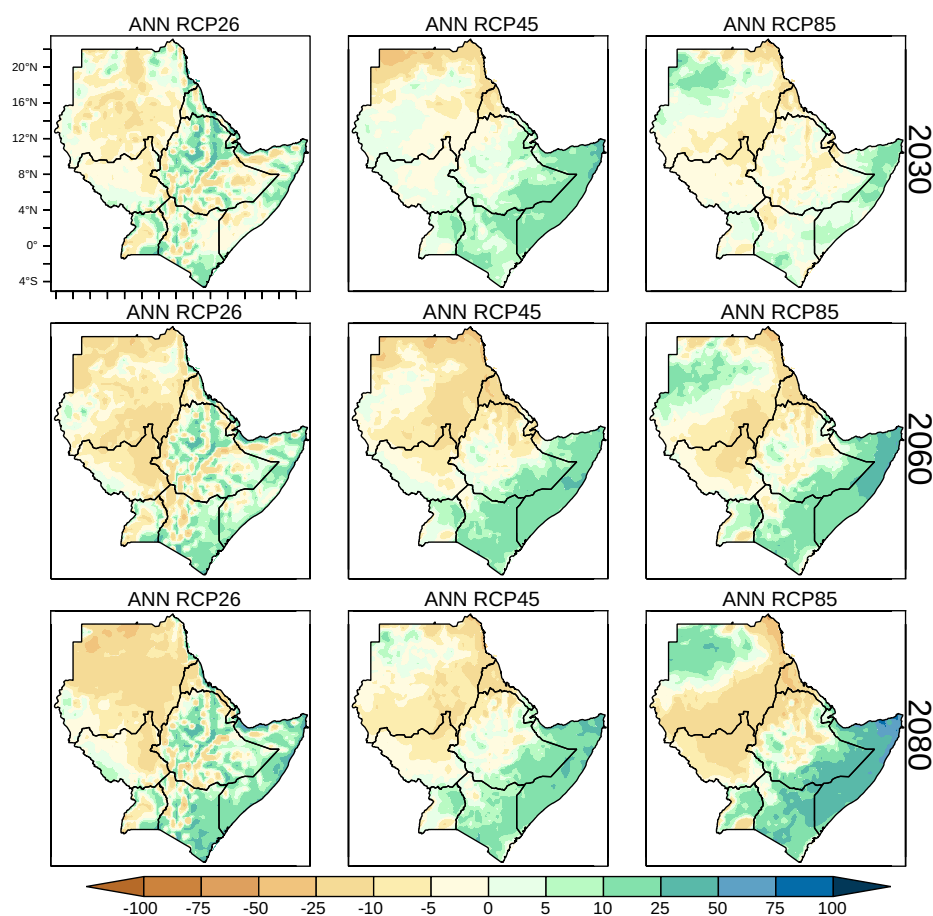 ANN RCP26 ANN RCP45 ANN RCP85
20°N
16°N
12°N
8°N
4°N
0°
4°S
2030
ANN RCP26 ANN RCP45 ANN RCP85
2060
ANN RCP26 ANN RCP45 ANN RCP85
2080
-100 -75 -50 -25 -10 -5 0 5 10 25 50 75 100